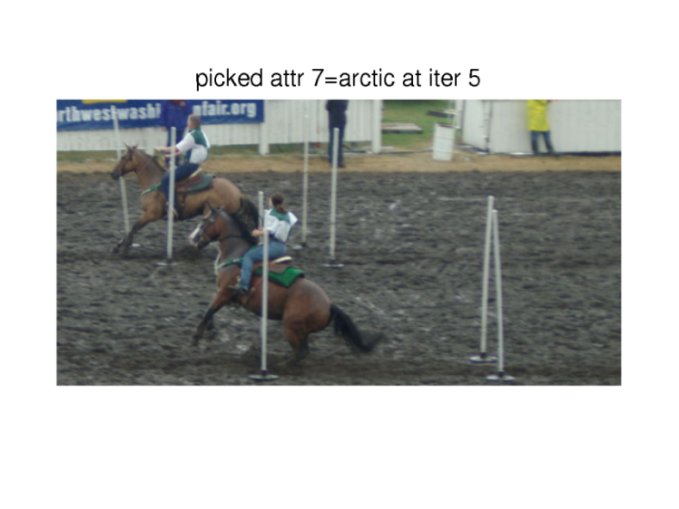 picked attr 7=arctic at iter 5
rthwestwashi nfair.org